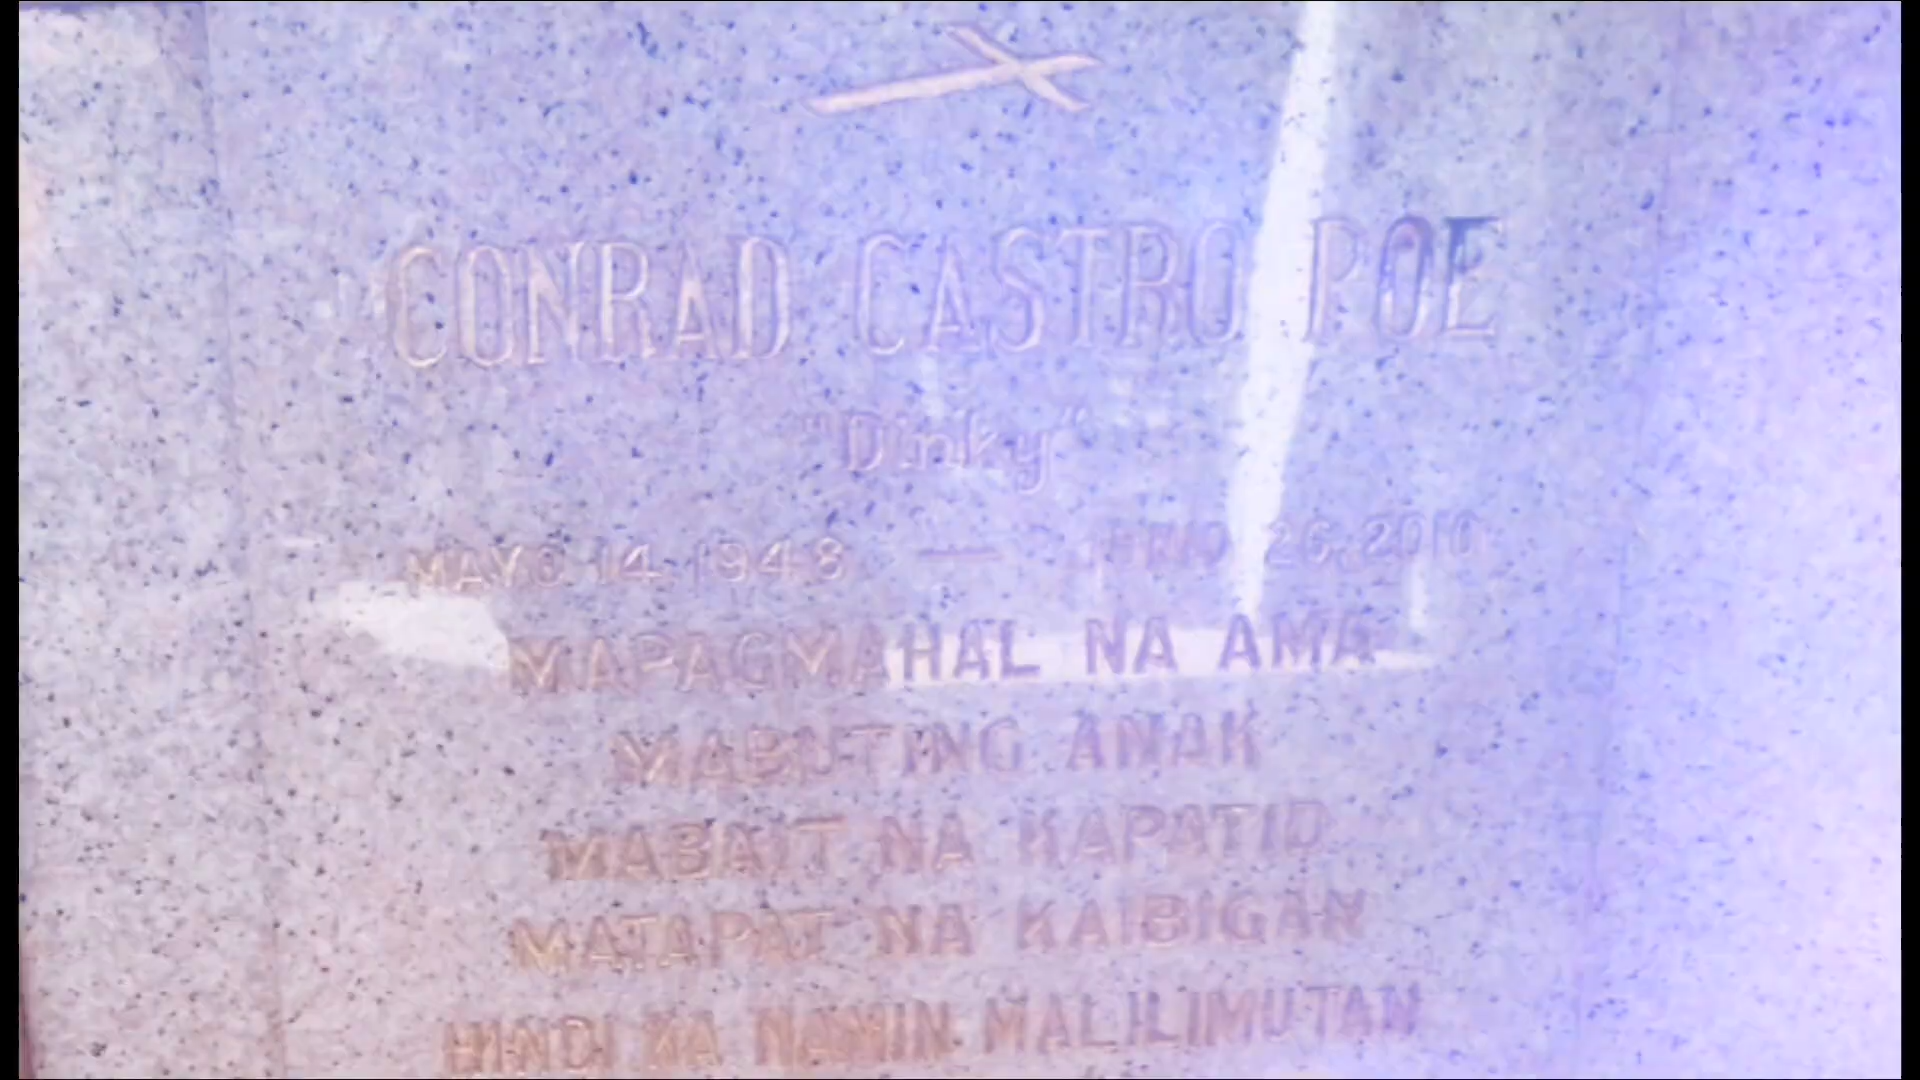 CONRAD CASTRO POE
"Dinky"
MAYO 14, 1948 — HUNYO 26, 2010
MAPAGMAHAL NA AMA
MABUTING ANAK
MABAIT NA KAPATID
MATAPAT NA KAIBIGAN
HINDI KA NAMIN MALILIMUTAN